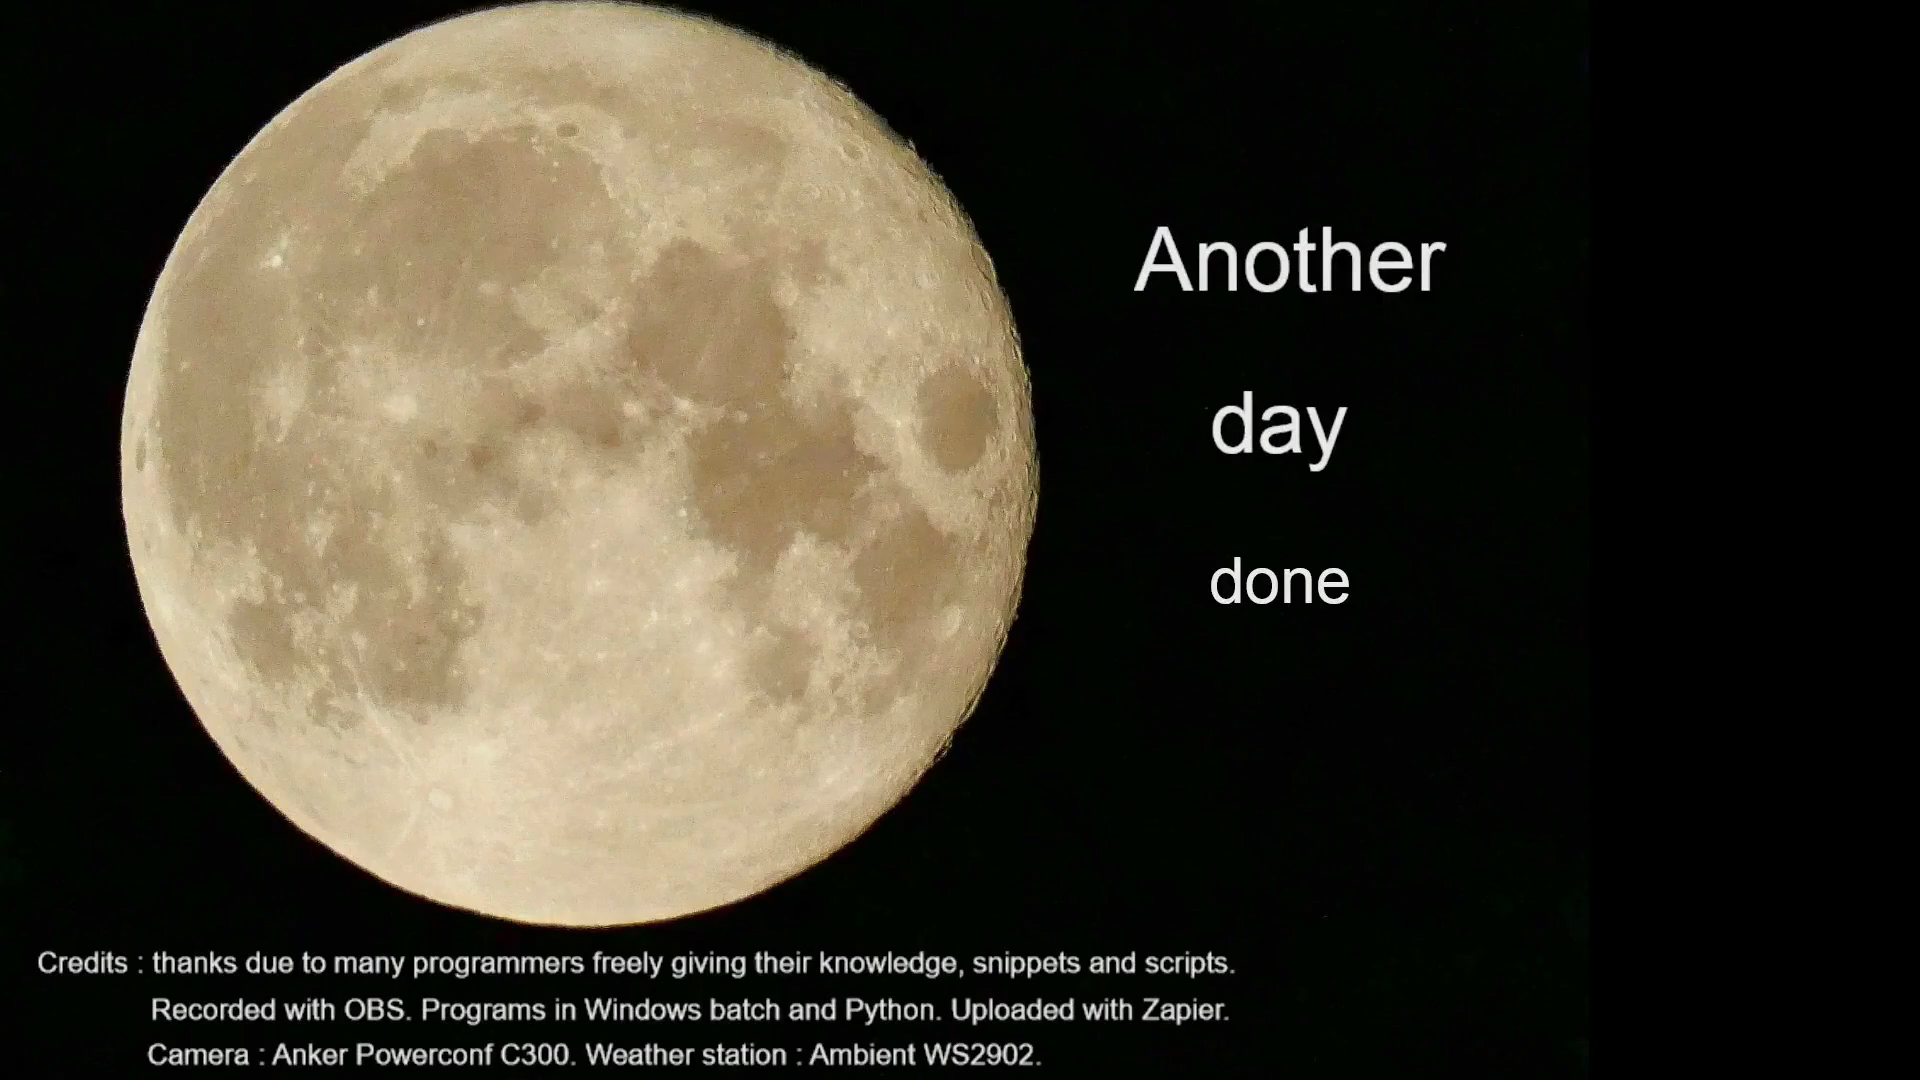 Another
day
done
Credits : thanks due to many programmers freely giving their knowledge, snippets and scripts.
Recorded with OBS. Programs in Windows batch and Python. Uploaded with Zapier.
Camera : Anker Powerconf C300. Weather station : Ambient WS2902.